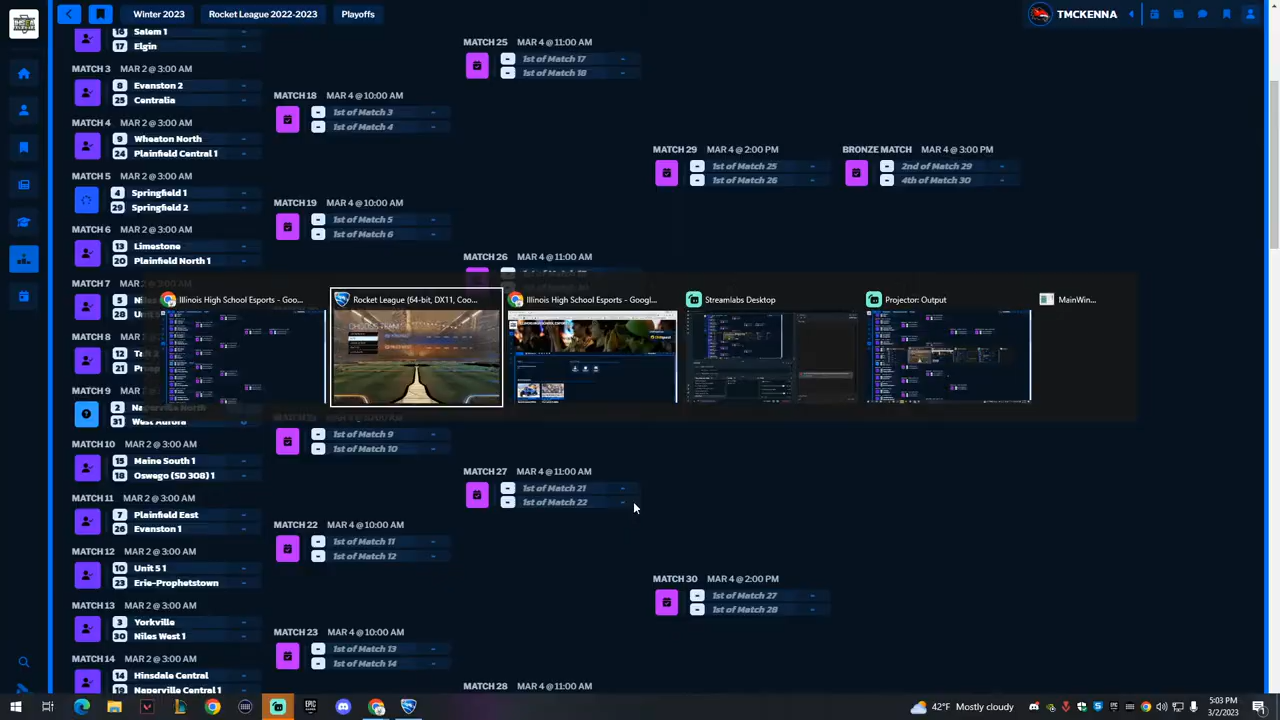 Winter 2023
Rocket League 2022-2023
Playoffs
TMCKENNA
16 Salem 1 -
17 Elgin -
MATCH 3 MAR 2 @ 3:00 AM
8 Evanston 2 -
25 Centralia -
MATCH 4 MAR 2 @ 3:00 AM
9 Wheaton North -
24 Plainfield Central 1 -
MATCH 5 MAR 2 @ 3:00 AM
4 Springfield 1 -
29 Springfield 2 -
MATCH 6 MAR 2 @ 3:00 AM
13 Limestone -
20 Plainfield North 1 -
MATCH 7 MAR 2 @ 3:00 AM
5
28
MATCH 8
12
21
MATCH 9
2 Naperville North
31 West Aurora
MATCH 10 MAR 2 @ 3:00 AM
15 Maine South 1 -
18 Oswego (SD 308) 1 -
MATCH 11 MAR 2 @ 3:00 AM
7 Plainfield East -
26 Evanston 1 -
MATCH 12 MAR 2 @ 3:00 AM
10 Unit 5 1 -
23 Erie-Prophetstown -
MATCH 13 MAR 2 @ 3:00 AM
3 Yorkville -
30 Niles West 1 -
MATCH 14 MAR 2 @ 3:00 AM
14 Hinsdale Central -
19 Naperville Central 1 -
MATCH 18 MAR 4 @ 10:00 AM
- 1st of Match 3 -
- 1st of Match 4 -
MATCH 19 MAR 4 @ 10:00 AM
- 1st of Match 5 -
- 1st of Match 6 -
- 1st of Match 9 -
- 1st of Match 10 -
MATCH 22 MAR 4 @ 10:00 AM
- 1st of Match 11 -
- 1st of Match 12 -
MATCH 23 MAR 4 @ 10:00 AM
- 1st of Match 13 -
- 1st of Match 14 -
MATCH 25 MAR 4 @ 11:00 AM
- 1st of Match 17 -
- 1st of Match 18 -
MATCH 26 MAR 4 @ 11:00 AM
MATCH 27 MAR 4 @ 11:00 AM
- 1st of Match 21 -
- 1st of Match 22 -
MATCH 28 MAR 4 @ 11:00 AM
MATCH 29 MAR 4 @ 2:00 PM
- 1st of Match 25 -
- 1st of Match 26 -
MATCH 30 MAR 4 @ 2:00 PM
- 1st of Match 27 -
- 1st of Match 28 -
BRONZE MATCH MAR 4 @ 3:00 PM
- 2nd of Match 29 -
- 4th of Match 30 -
Illinois High School Esports - Goo...
Rocket League (64-bit, DX11, Coo...
Illinois High School Esports - Googl...
Streamlabs Desktop
Projector: Output
MainWin...
42°F Mostly cloudy
5:03 PM
3/2/2023